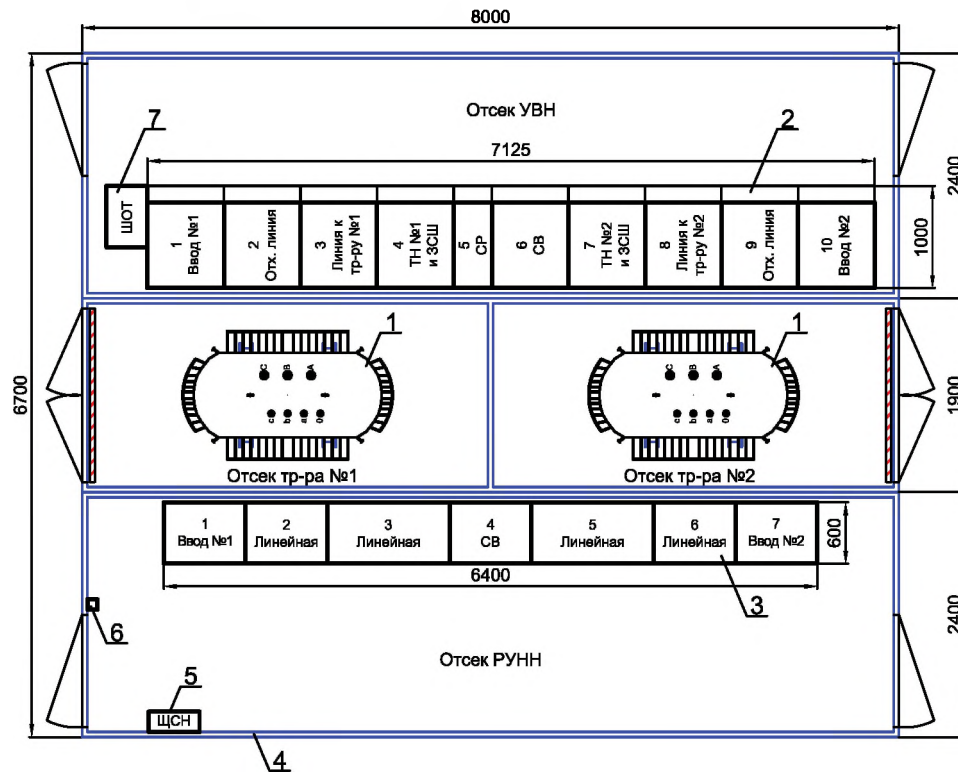 8000
Отсек УВН
7
2
7125
ШОТ
1
Ввод №1
2
Отх. линия
3
Линия к
тр-ру №1
4
ТН №1
и ЗСШ
5
СР
6
СВ
7
ТН №2
и ЗСШ
8
Линия к
тр-ру №2
9
Отх. линия
10
Ввод №2
1000
2400
6700
1
C B A
c b a 0
Отсек тр-ра №1
1
C B A
c b a 0
Отсек тр-ра №2
1900
1
Ввод №1
2
Линейная
3
Линейная
4
СВ
5
Линейная
6
Линейная
7
Ввод №2
600
6400
3
6
Отсек РУНН
2400
5
ЩСН
4